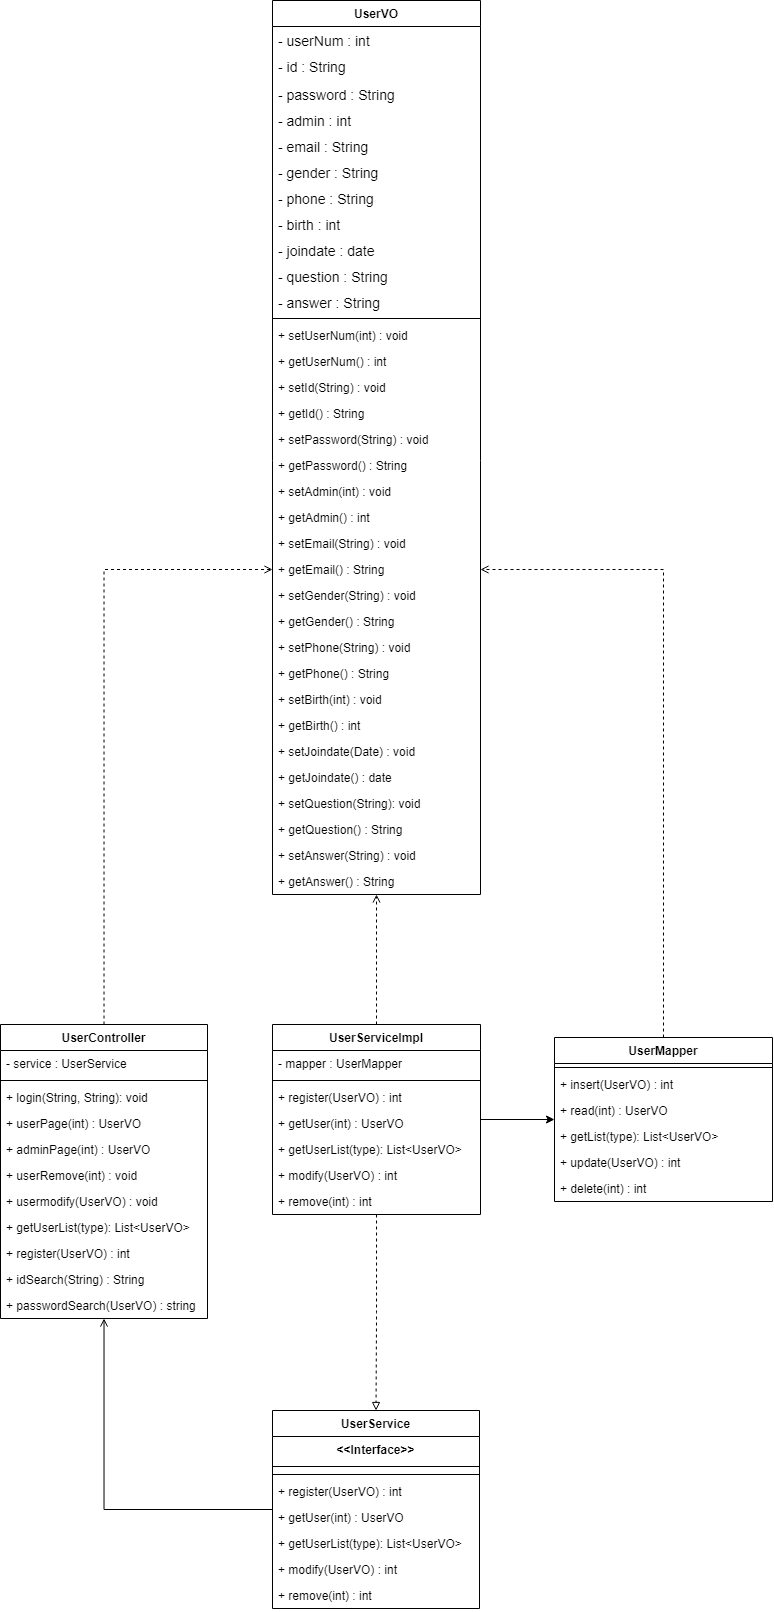 UserVO
- userNum : int
- id : String
- password : String
- admin : int
- email : String
- gender : String
- phone : String
- birth : int
- joindate : date
- question : String
- answer : String
+ setUserNum(int) : void
+ getUserNum() : int
+ setId(String) : void
+ getId() : String
+ setPassword(String) : void
+ getPassword() : String
+ setAdmin(int) : void
+ getAdmin() : int
+ setEmail(String) : void
+ getEmail() : String
+ setGender(String) : void
+ getGender() : String
+ setPhone(String) : void
+ getPhone() : String
+ setBirth(int) : void
+ getBirth() : int
+ setJoindate(Date) : void
+ getJoindate() : date
+ setQuestion(String): void
+ getQuestion() : String
+ setAnswer(String) : void
+ getAnswer() : String
UserController
- service : UserService
+ login(String, String): void
+ userPage(int) : UserVO
+ adminPage(int) : UserVO
+ userRemove(int) : void
+ usermodify(UserVO) : void
+ getUserList(type): List<UserVO>
+ register(UserVO) : int
+ idSearch(String) : String
+ passwordSearch(UserVO) : string
UserServiceImpl
- mapper : UserMapper
+ register(UserVO) : int
+ getUser(int) : UserVO
+ getUserList(type): List<UserVO>
+ modify(UserVO) : int
+ remove(int) : int
UserMapper
+ insert(UserVO) : int
+ read(int) : UserVO
+ getList(type): List<UserVO>
+ update(UserVO) : int
+ delete(int) : int
UserService
<<Interface>>
+ register(UserVO) : int
+ getUser(int) : UserVO
+ getUserList(type): List<UserVO>
+ modify(UserVO) : int
+ remove(int) : int